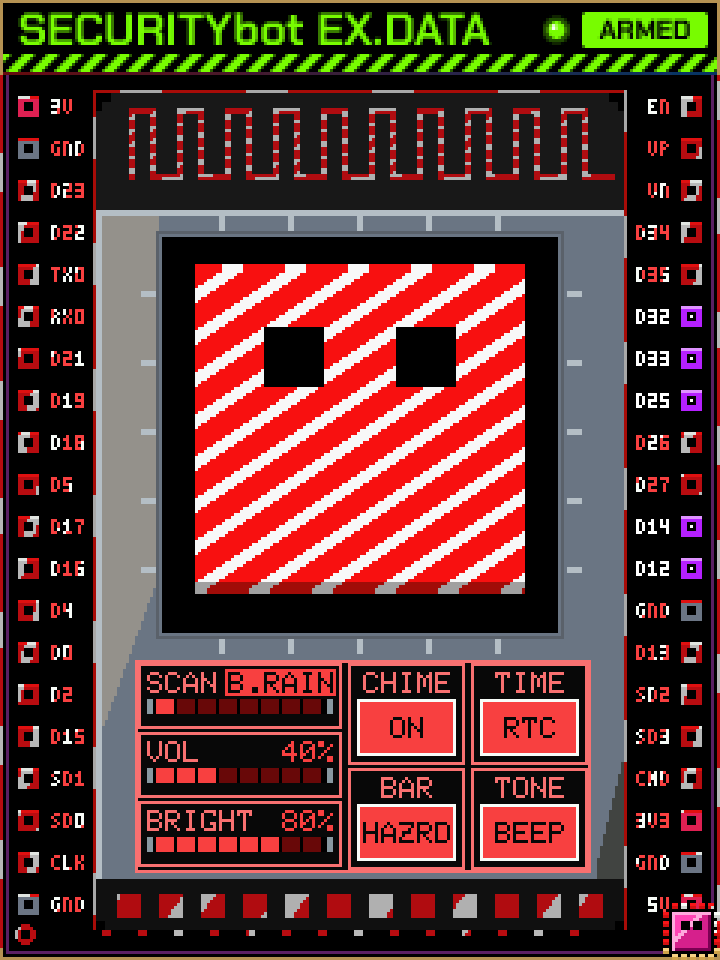 SECURITYbot EX.DATA ARMED
3V EN
GND VP
D23 VN
D22 D34
TX0 D35
RX0 D32
D21 D33
D19 D25
D18 D26
D5 D27
D17 D14
D16 D12
D4 GND
D0 D13
D2 SD2
D15 SD3
SD1 CMD
SD0 3V3
CLK GND
GND 5V
SCAN B.RAIN
VOL 40%
BRIGHT 80%
CHIME
ON
TIME
RTC
BAR
HAZRD
TONE
BEEP